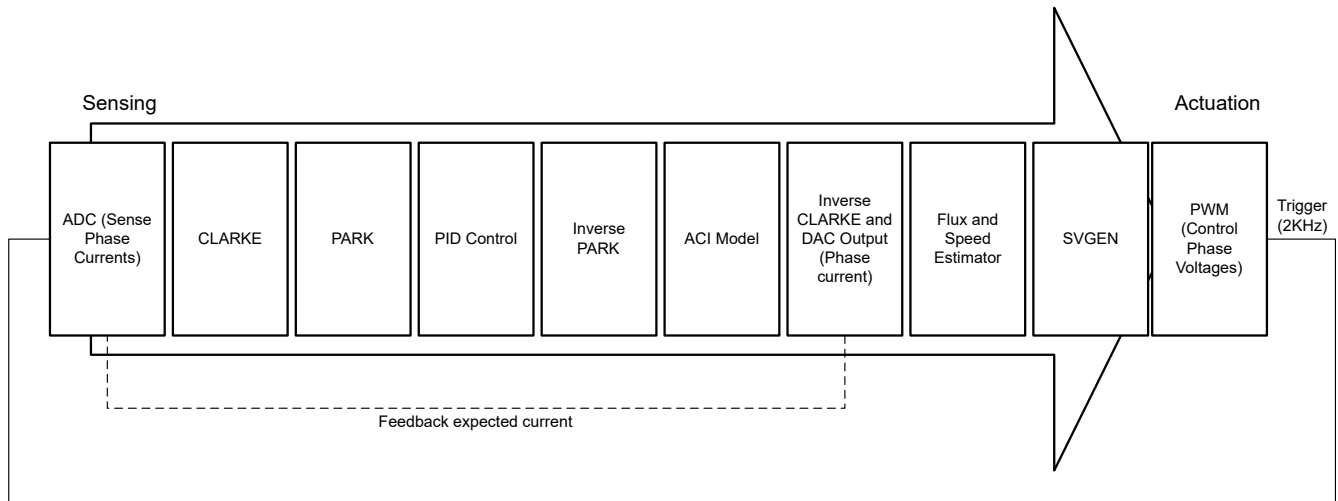 Sensing
Actuation
ADC (Sense
Phase
Currents)
CLARKE
PARK
PID Control
Inverse
PARK
ACI Model
Inverse
CLARKE and
DAC Output
(Phase
current)
Flux and
Speed
Estimator
SVGEN
PWM
(Control
Phase
Voltages)
Trigger
(2KHz)
Feedback expected current